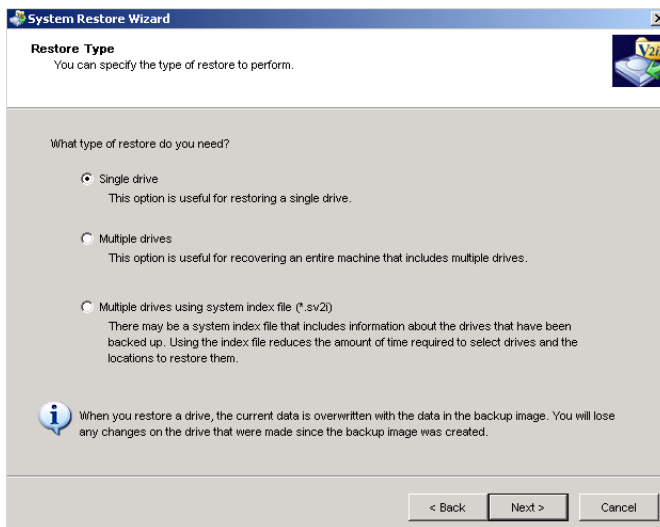 System Restore Wizard
Restore Type
You can specify the type of restore to perform.
V2i
What type of restore do you need?
Single drive
This option is useful for restoring a single drive.
Multiple drives
This option is useful for recovering an entire machine that includes multiple drives.
Multiple drives using system index file (*.sv2i)
There may be a system index file that includes information about the drives that have been
backed up. Using the index file reduces the amount of time required to select drives and the
locations to restore them.
When you restore a drive, the current data is overwritten with the data in the backup image. You will lose
any changes on the drive that were made since the backup image was created.
< Back
Next >
Cancel